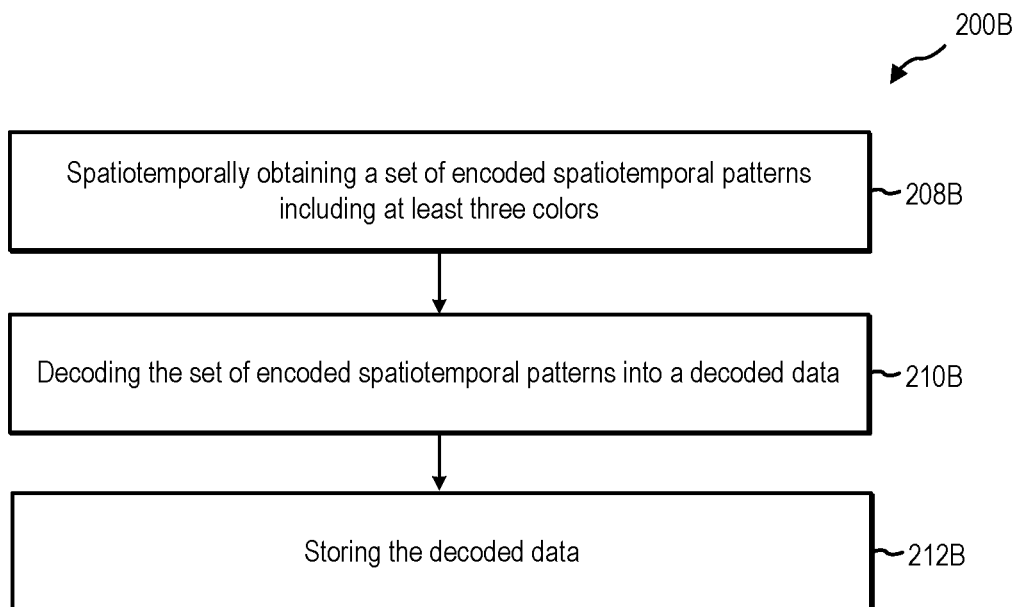 200B
Spatiotemporally obtaining a set of encoded spatiotemporal patterns
including at least three colors
208B
Decoding the set of encoded spatiotemporal patterns into a decoded data
210B
Storing the decoded data
212B